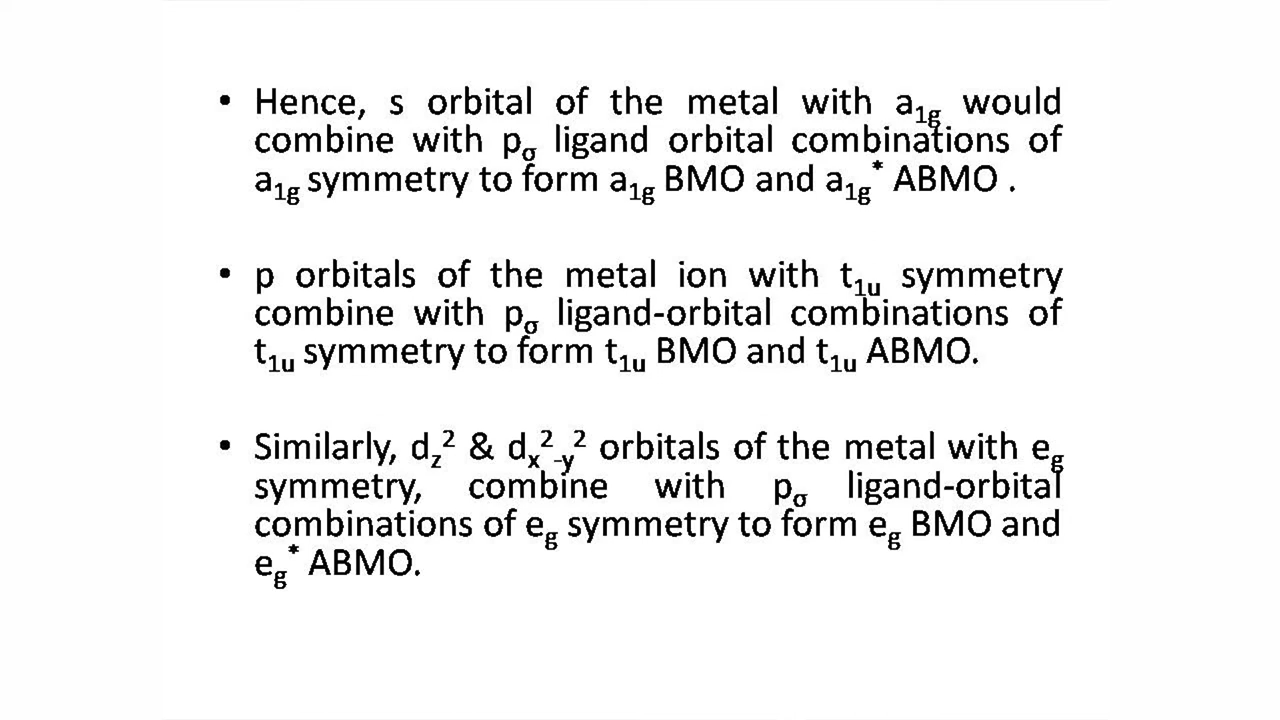 • Hence, s orbital of the metal with a₁g would
combine with pσ ligand orbital combinations of
a₁g symmetry to form a₁g BMO and a₁g* ABMO .
• p orbitals of the metal ion with t₁u symmetry
combine with pσ ligand-orbital combinations of
t₁u symmetry to form t₁u BMO and t₁u ABMO.
• Similarly, dz² & dx²-y² orbitals of the metal with eg
symmetry, combine with pσ ligand-orbital
combinations of eg symmetry to form eg BMO and
eg* ABMO.